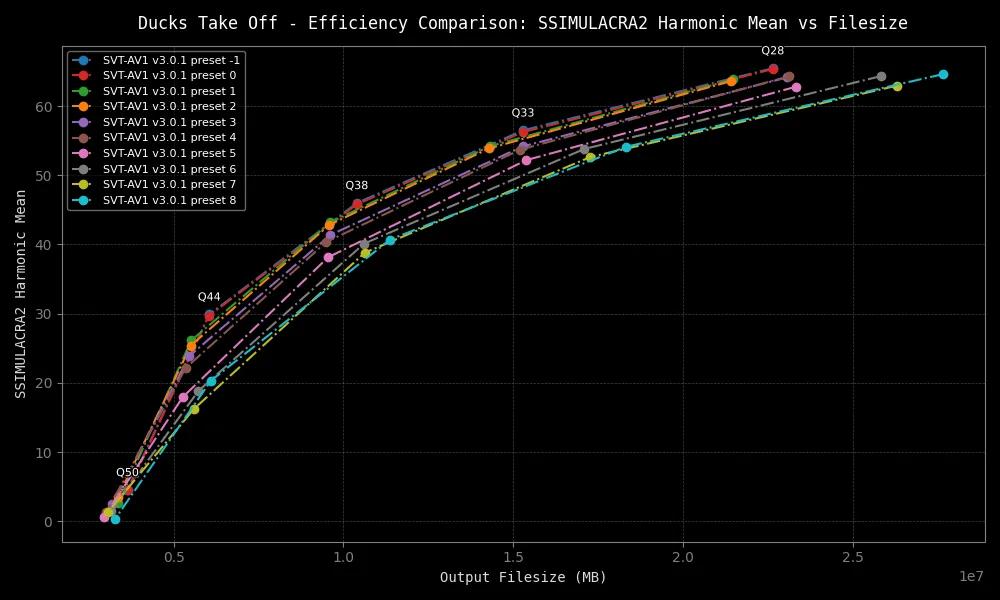 Ducks Take Off - Efficiency Comparison: SSIMULACRA2 Harmonic Mean vs Filesize
SVT-AV1 v3.0.1 preset -1
SVT-AV1 v3.0.1 preset 0
SVT-AV1 v3.0.1 preset 1
SVT-AV1 v3.0.1 preset 2
SVT-AV1 v3.0.1 preset 3
SVT-AV1 v3.0.1 preset 4
SVT-AV1 v3.0.1 preset 5
SVT-AV1 v3.0.1 preset 6
SVT-AV1 v3.0.1 preset 7
SVT-AV1 v3.0.1 preset 8
Q28
Q33
Q38
Q44
Q50
SSIMULACRA2 Harmonic Mean
60
50
40
30
20
10
0
0.5
1.0
1.5
2.0
2.5
1e7
Output Filesize (MB)